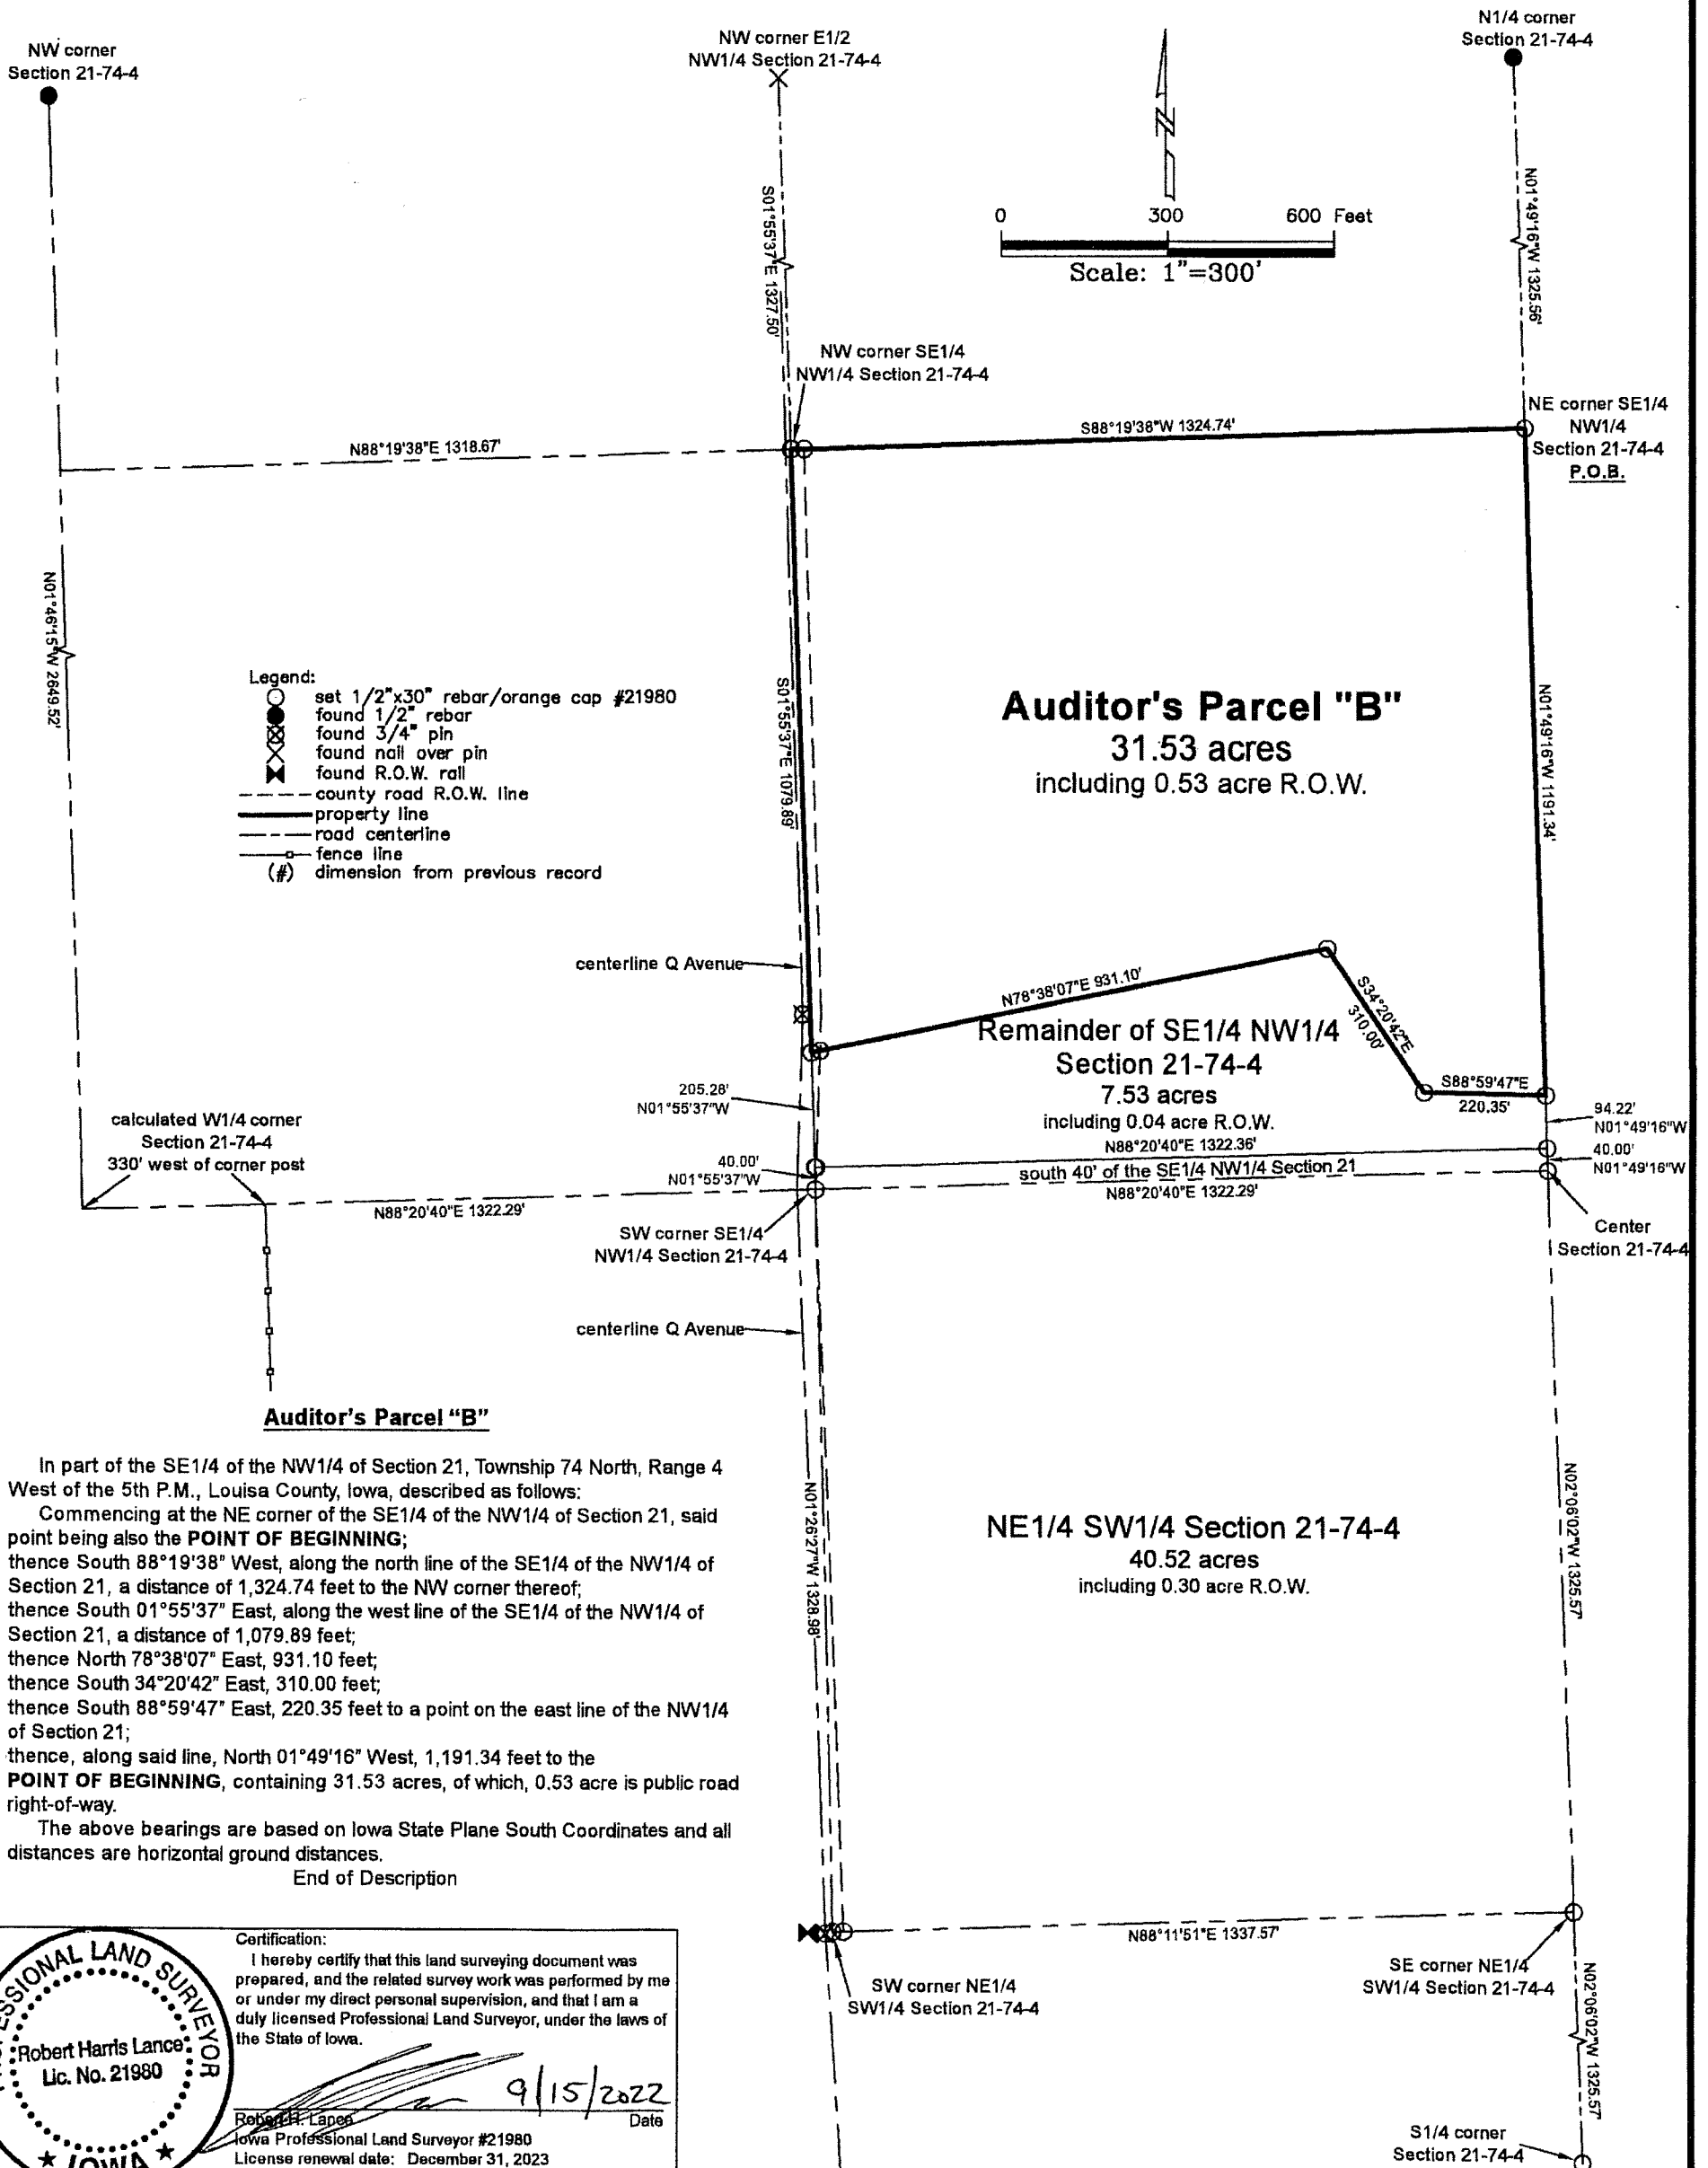 NW corner
Section 21-74-4
NW corner E1/2
NW1/4 Section 21-74-4
N1/4 corner
Section 21-74-4
S01°55'37"E 1327.50'
N01°49'16"W 1325.56'
0 300 600 Feet
Scale: 1"=300'
NW corner SE1/4
NW1/4 Section 21-74-4
NE corner SE1/4
NW1/4
Section 21-74-4
P.O.B.
N88°19'38"E 1318.67'
S88°19'38"W 1324.74'
N01°46'15"W 2649.52'
Legend:
set 1/2"x30" rebar/orange cap #21980
found 1/2" rebar
found 3/4" pin
found nail over pin
found R.O.W. rail
county road R.O.W. line
property line
road centerline
fence line
(#) dimension from previous record
S01°55'37"E 1079.89'
Auditor's Parcel "B"
31.53 acres
including 0.53 acre R.O.W.
N01°49'16"W 1191.34'
centerline Q Avenue
N78°38'07"E 931.10'
S34°20'42"E
310.00'
Remainder of SE1/4 NW1/4
Section 21-74-4
7.53 acres
including 0.04 acre R.O.W.
S88°59'47"E
220.35'
205.28'
N01°55'37"W
94.22'
N01°49'16"W
calculated W1/4 corner
Section 21-74-4
330' west of corner post
40.00'
N01°55'37"W
N88°20'40"E 1322.36'
south 40' of the SE1/4 NW1/4 Section 21
N88°20'40"E 1322.29'
40.00'
N01°49'16"W
N88°20'40"E 1322.29'
SW corner SE1/4
NW1/4 Section 21-74-4
Center
Section 21-74-4
centerline Q Avenue
Auditor's Parcel "B"
In part of the SE1/4 of the NW1/4 of Section 21, Township 74 North, Range 4
West of the 5th P.M., Louisa County, Iowa, described as follows:
Commencing at the NE corner of the SE1/4 of the NW1/4 of Section 21, said
point being also the POINT OF BEGINNING;
thence South 88°19'38" West, along the north line of the SE1/4 of the NW1/4 of
Section 21, a distance of 1,324.74 feet to the NW corner thereof;
thence South 01°55'37" East, along the west line of the SE1/4 of the NW1/4 of
Section 21, a distance of 1,079.89 feet;
thence North 78°38'07" East, 931.10 feet;
thence South 34°20'42" East, 310.00 feet;
thence South 88°59'47" East, 220.35 feet to a point on the east line of the NW1/4
of Section 21;
thence, along said line, North 01°49'16" West, 1,191.34 feet to the
POINT OF BEGINNING, containing 31.53 acres, of which, 0.53 acre is public road
right-of-way.
The above bearings are based on Iowa State Plane South Coordinates and all
distances are horizontal ground distances.
End of Description
N01°26'27"W 1328.98'
NE1/4 SW1/4 Section 21-74-4
40.52 acres
including 0.30 acre R.O.W.
N02°06'02"W 1325.57'
N88°11'51"E 1337.57'
SW corner NE1/4
SW1/4 Section 21-74-4
SE corner NE1/4
SW1/4 Section 21-74-4
N02°06'02"W 1325.57'
S1/4 corner
Section 21-74-4
LAND SURVEYOR
Robert Harris Lance
Lic. No. 21980
IOWA
Certification:
I hereby certify that this land surveying document was
prepared, and the related survey work was performed by me
or under my direct personal supervision, and that I am a
duly licensed Professional Land Surveyor, under the laws of
the State of Iowa.
9/15/2022
Robert H. Lance Date
Iowa Professional Land Surveyor #21980
License renewal date: December 31, 2023